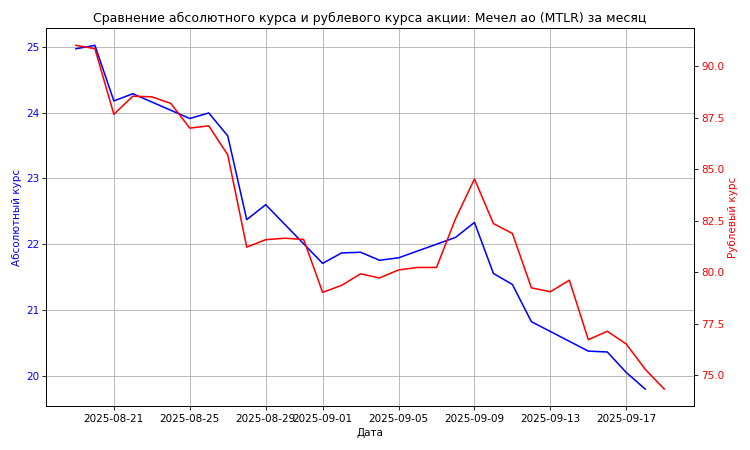 Сравнение абсолютного курса и рублевого курса акции: Мечел ао (MTLR) за месяц
Абсолютный курс
25
24
23
22
21
20
90.0
87.5
85.0
82.5
80.0
77.5
75.0
Рублевый курс
2025-08-21 2025-08-25 2025-08-29 2025-09-01 2025-09-05 2025-09-09 2025-09-13 2025-09-17
Дата